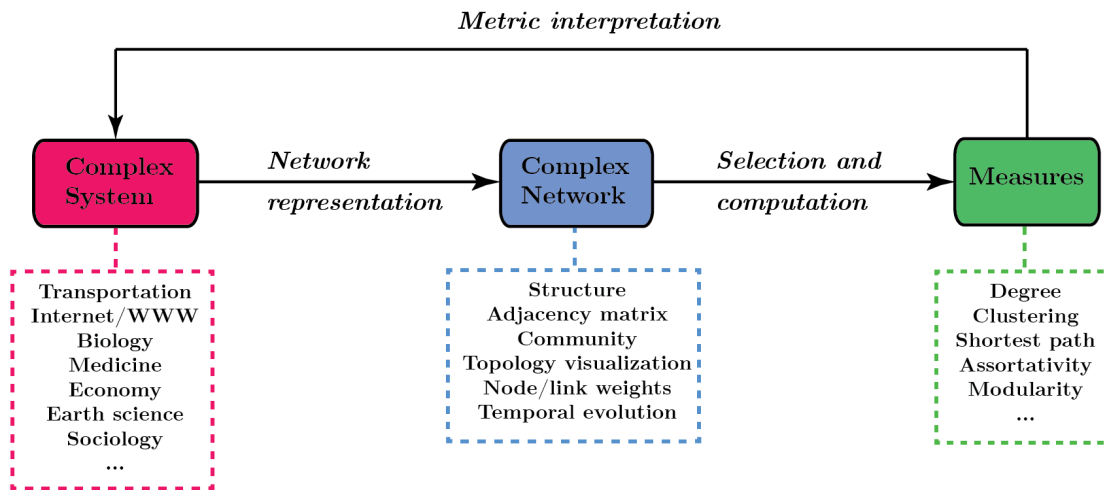 Metric interpretation
Complex
System
Network
representation
Complex
Network
Selection and
computation
Measures
Transportation
Internet/WWW
Biology
Medicine
Economy
Earth science
Sociology
...
Structure
Adjacency matrix
Community
Topology visualization
Node/link weights
Temporal evolution
Degree
Clustering
Shortest path
Assortativity
Modularity
...